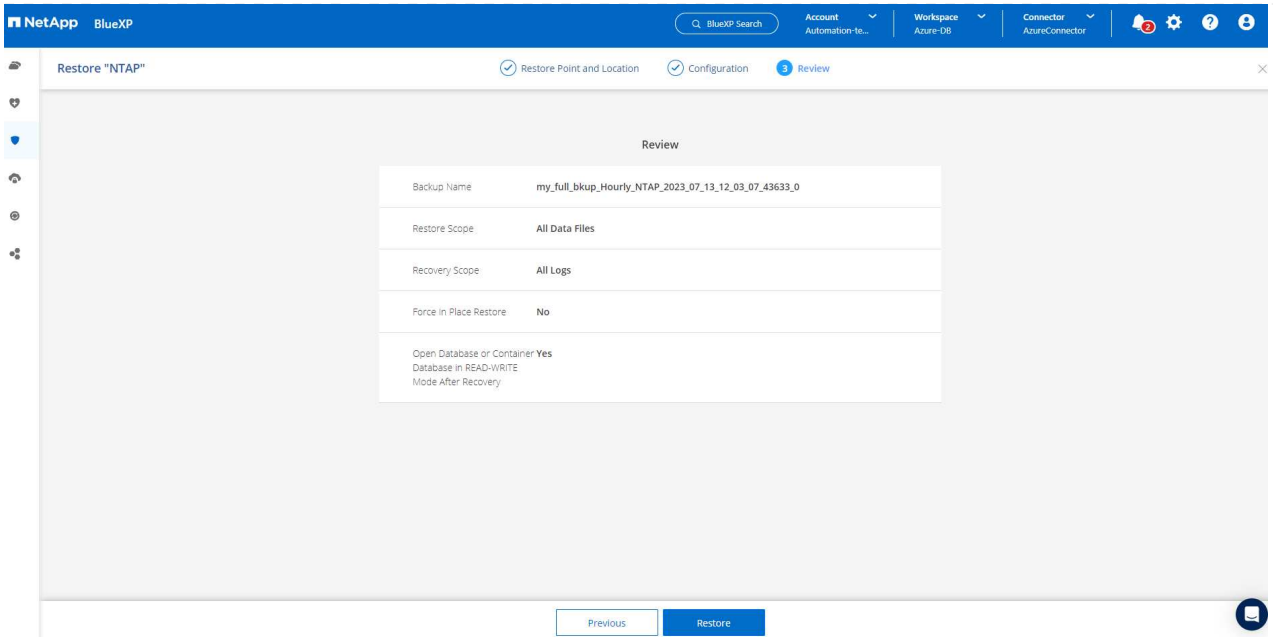 NetApp BlueXP
BlueXP Search
Account
Automation-te...
Workspace
Azure-DB
Connector
AzureConnector
2
Restore "NTAP"
Restore Point and Location
Configuration
3 Review
Review
Backup Name my_full_bkup_Hourly_NTAP_2023_07_13_12_03_07_43633_0
Restore Scope All Data Files
Recovery Scope All Logs
Force in Place Restore No
Open Database or Container Yes
Database in READ-WRITE
Mode After Recovery
Previous Restore